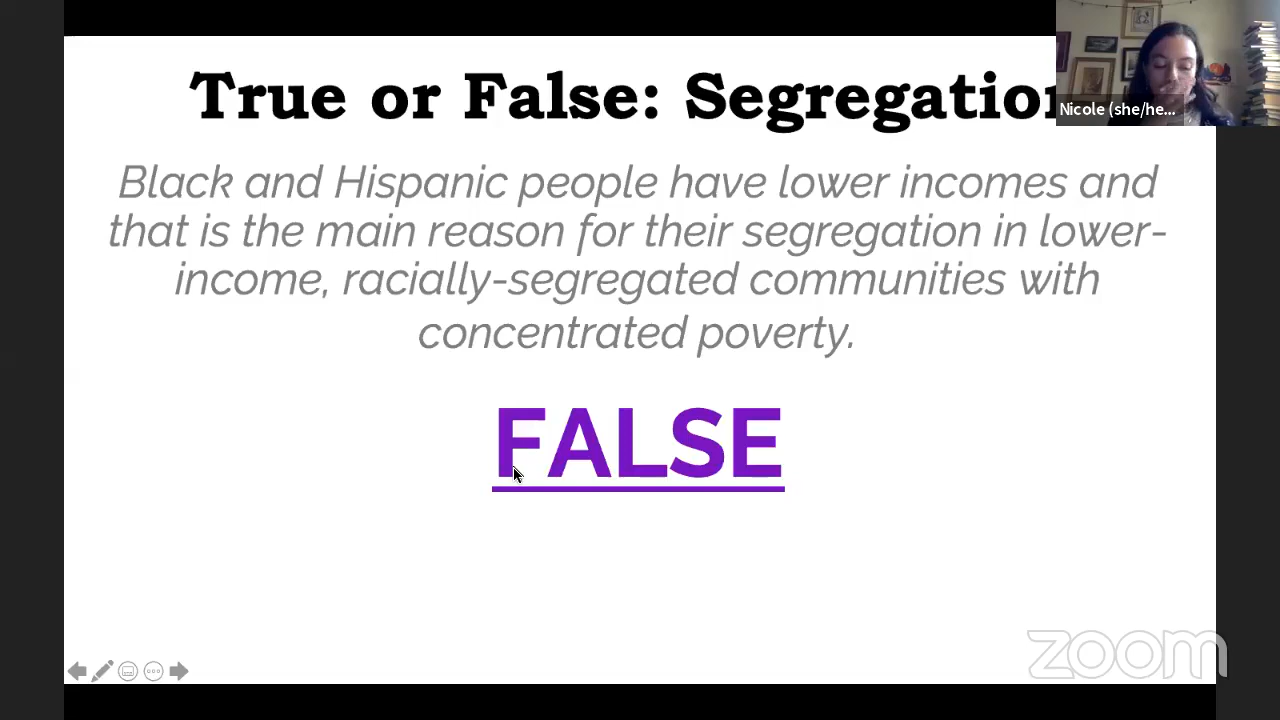 True or False: Segregation
Nicole (she/he...
Black and Hispanic people have lower incomes and
that is the main reason for their segregation in lower-
income, racially-segregated communities with
concentrated poverty.
FALSE
zoom